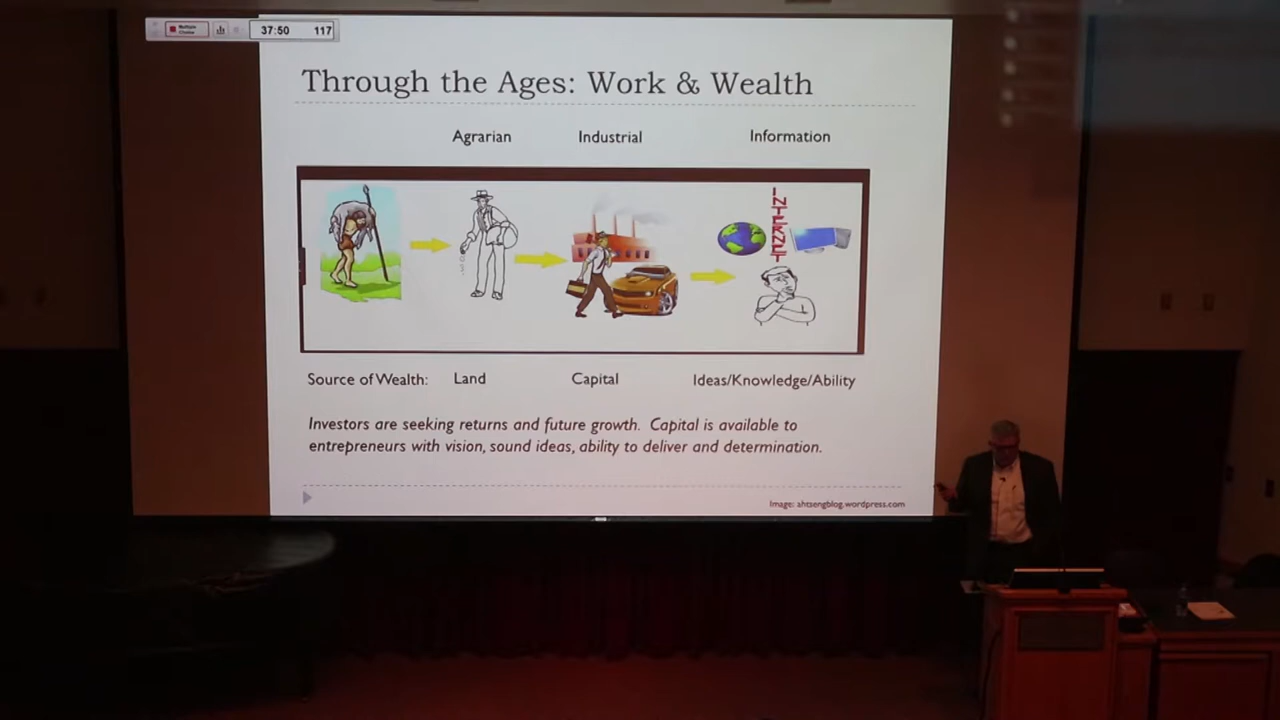 Multiple
Choice
37:50 117
Through the Ages: Work & Wealth
Agrarian Industrial Information
INTERNET
Source of Wealth: Land Capital Ideas/Knowledge/Ability
Investors are seeking returns and future growth. Capital is available to
entrepreneurs with vision, sound ideas, ability to deliver and determination.
Image: ahtsengblog.wordpress.com